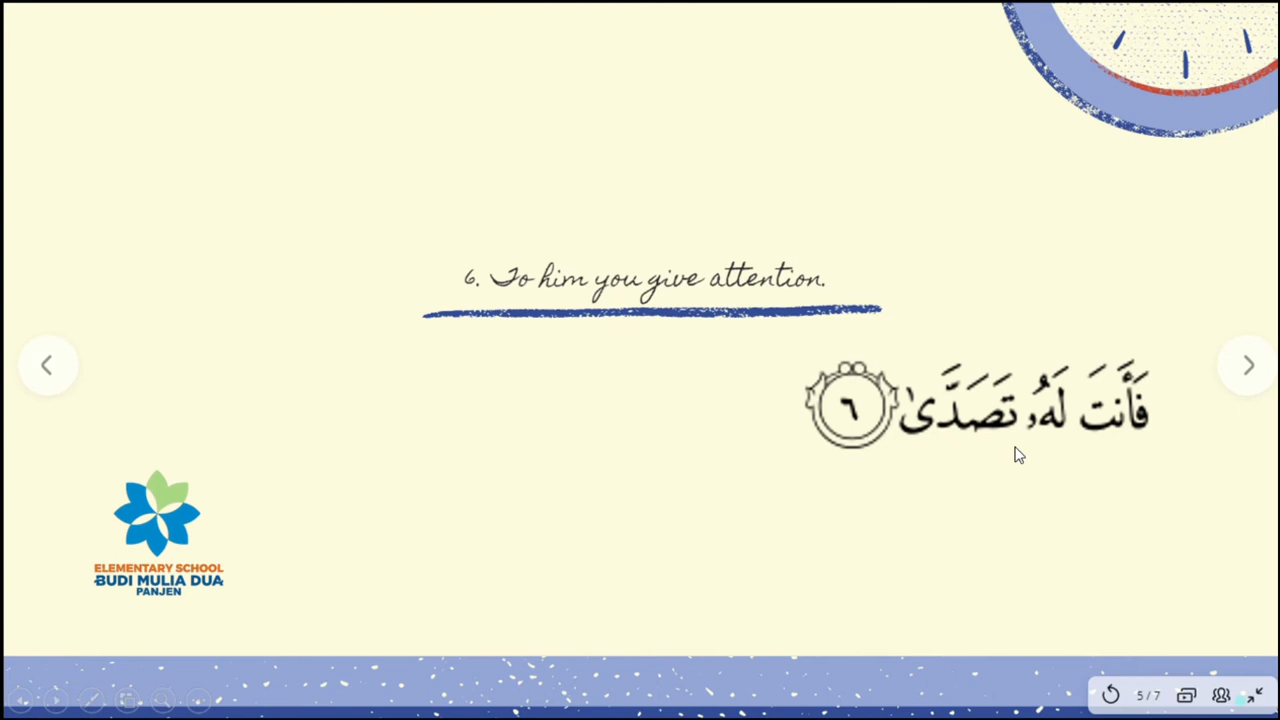 6. To him you give attention.
فَأَنتَ لَهُۥ تَصَدَّىٰ ٦
ELEMENTARY SCHOOL
BUDI MULIA DUA
PANJEN
5 / 7